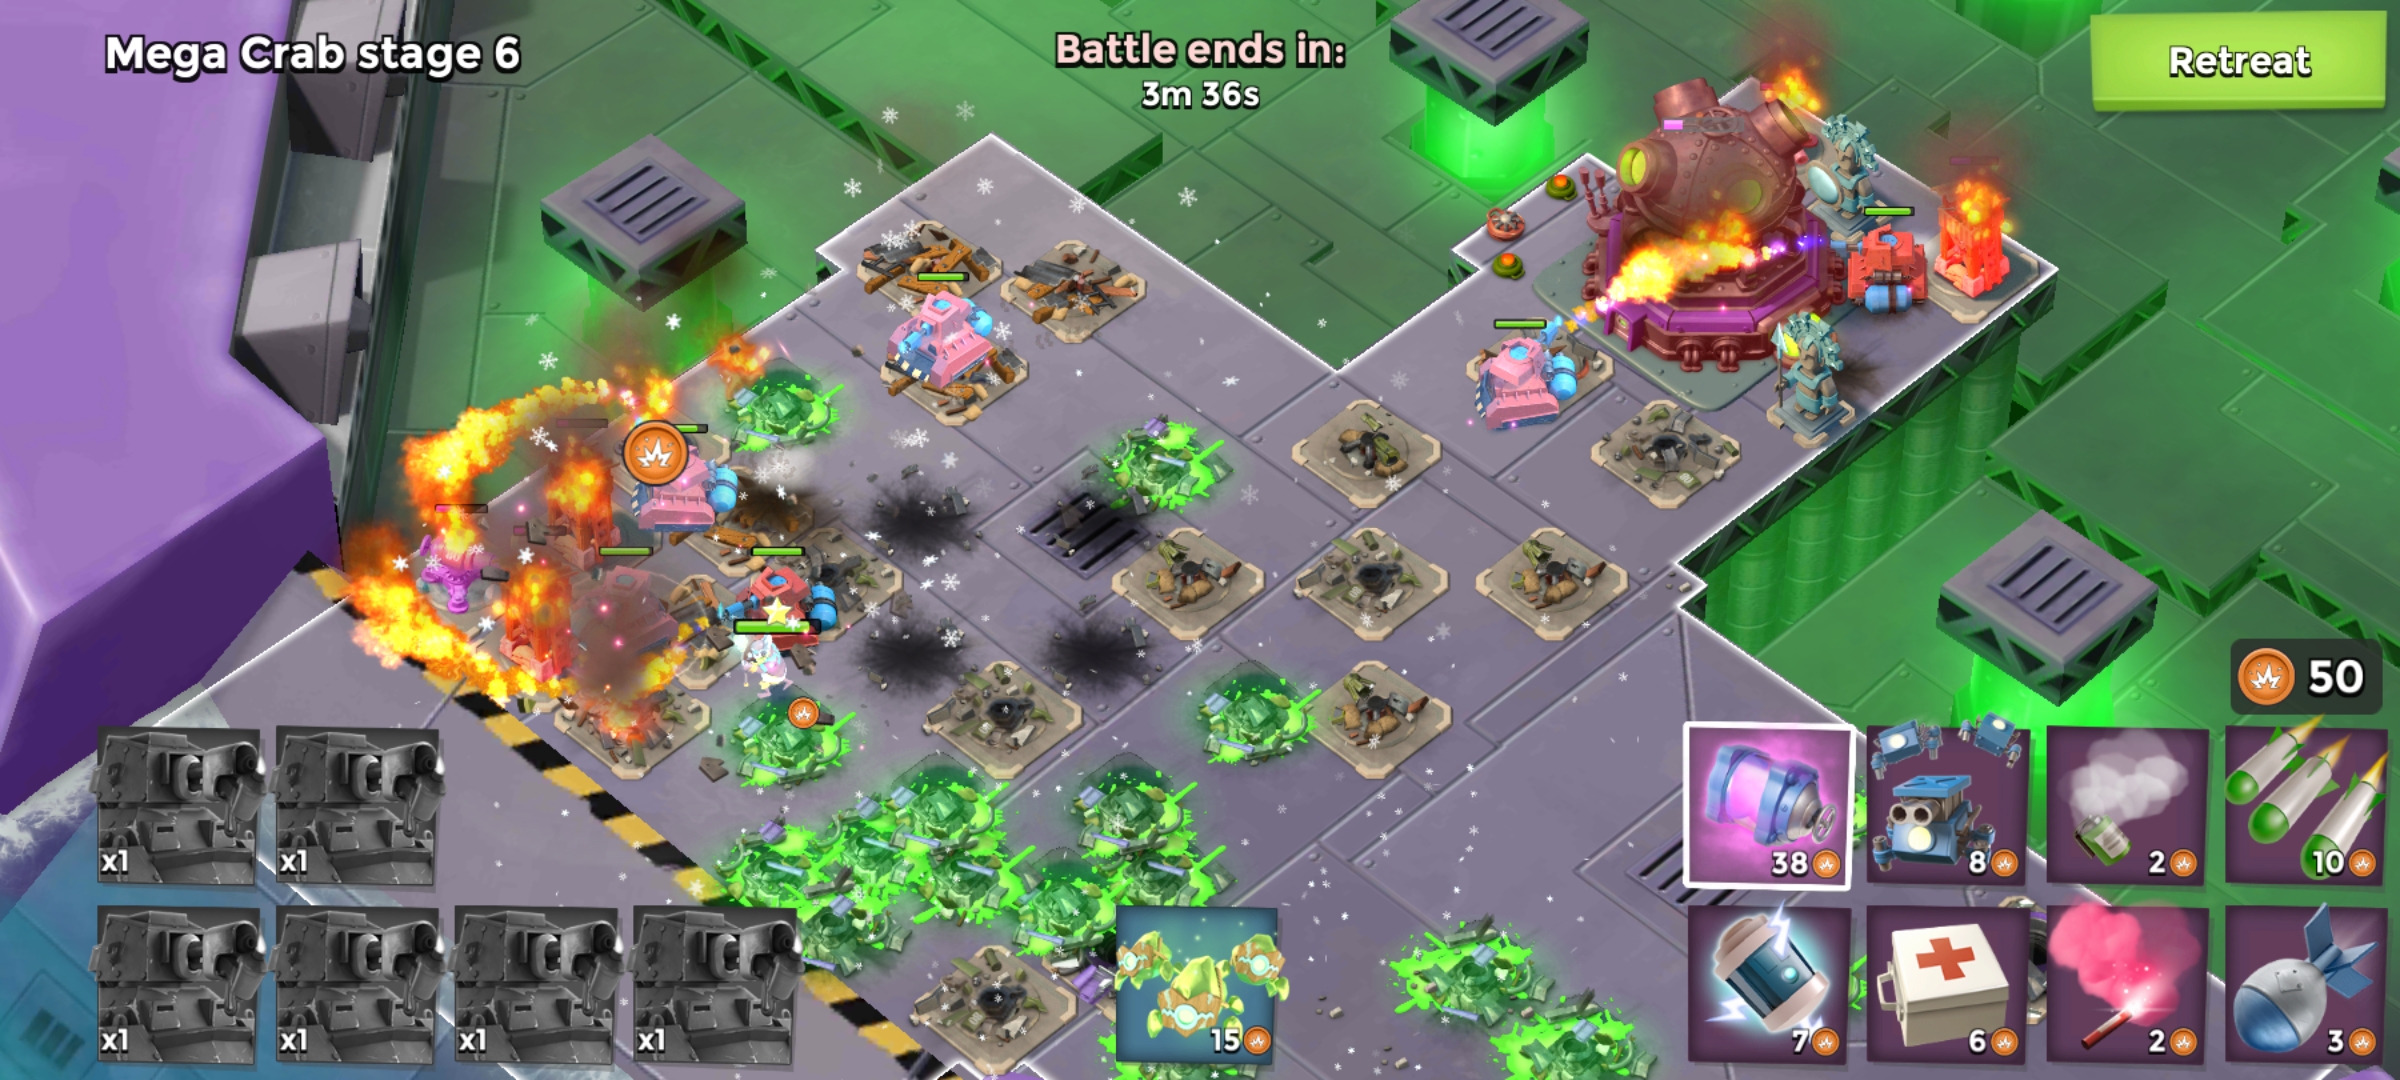 Mega Crab stage 6
Battle ends in:
3m 36s
Retreat
50
x1
x1
38
8
2
10
x1
x1
x1
x1
15
7
6
2
3